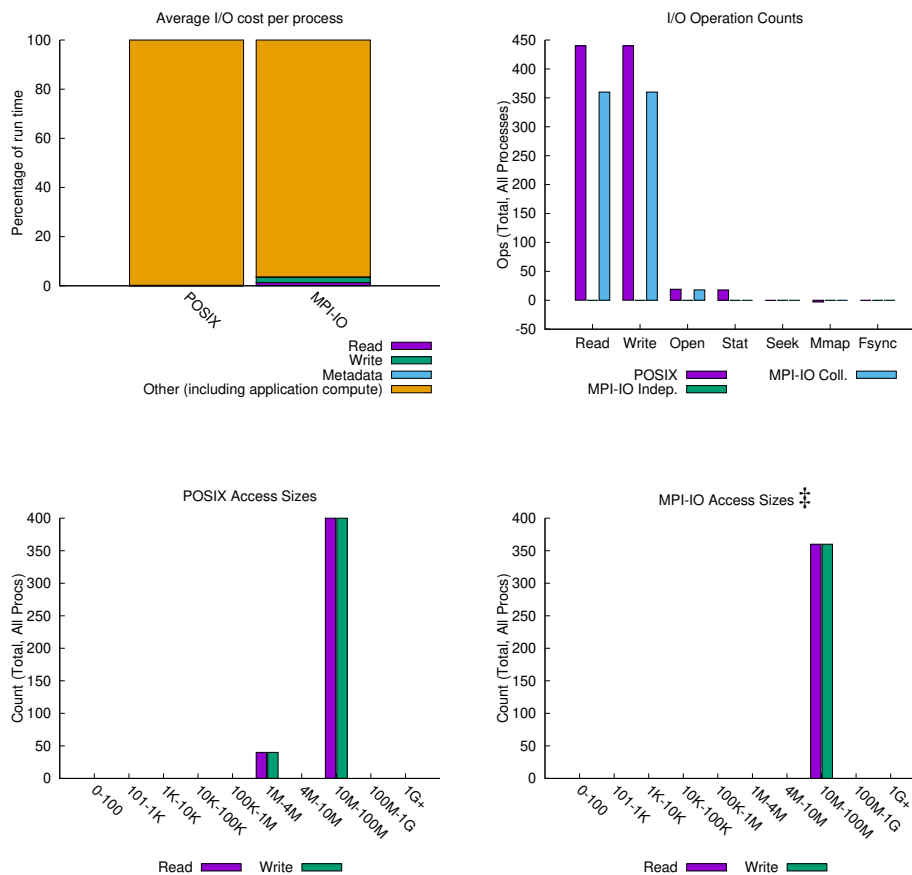 Average I/O cost per process
Percentage of run time
100
80
60
40
20
0
POSIX
MPI-IO
Read
Write
Metadata
Other (including application compute)
I/O Operation Counts
Ops (Total, All Processes)
450
400
350
300
250
200
150
100
50
0
-50
Read Write Open Stat Seek Mmap Fsync
POSIX MPI-IO Coll.
MPI-IO Indep.
POSIX Access Sizes
Count (Total, All Procs)
400
350
300
250
200
150
100
50
0
0-100 101-1K 1K-10K 10K-100K 100K-1M 1M-4M 4M-10M 10M-100M 100M-1G 1G+
Read Write
MPI-IO Access Sizes ‡
Count (Total, All Procs)
400
350
300
250
200
150
100
50
0
0-100 101-1K 1K-10K 10K-100K 100K-1M 1M-4M 4M-10M 10M-100M 100M-1G 1G+
Read Write